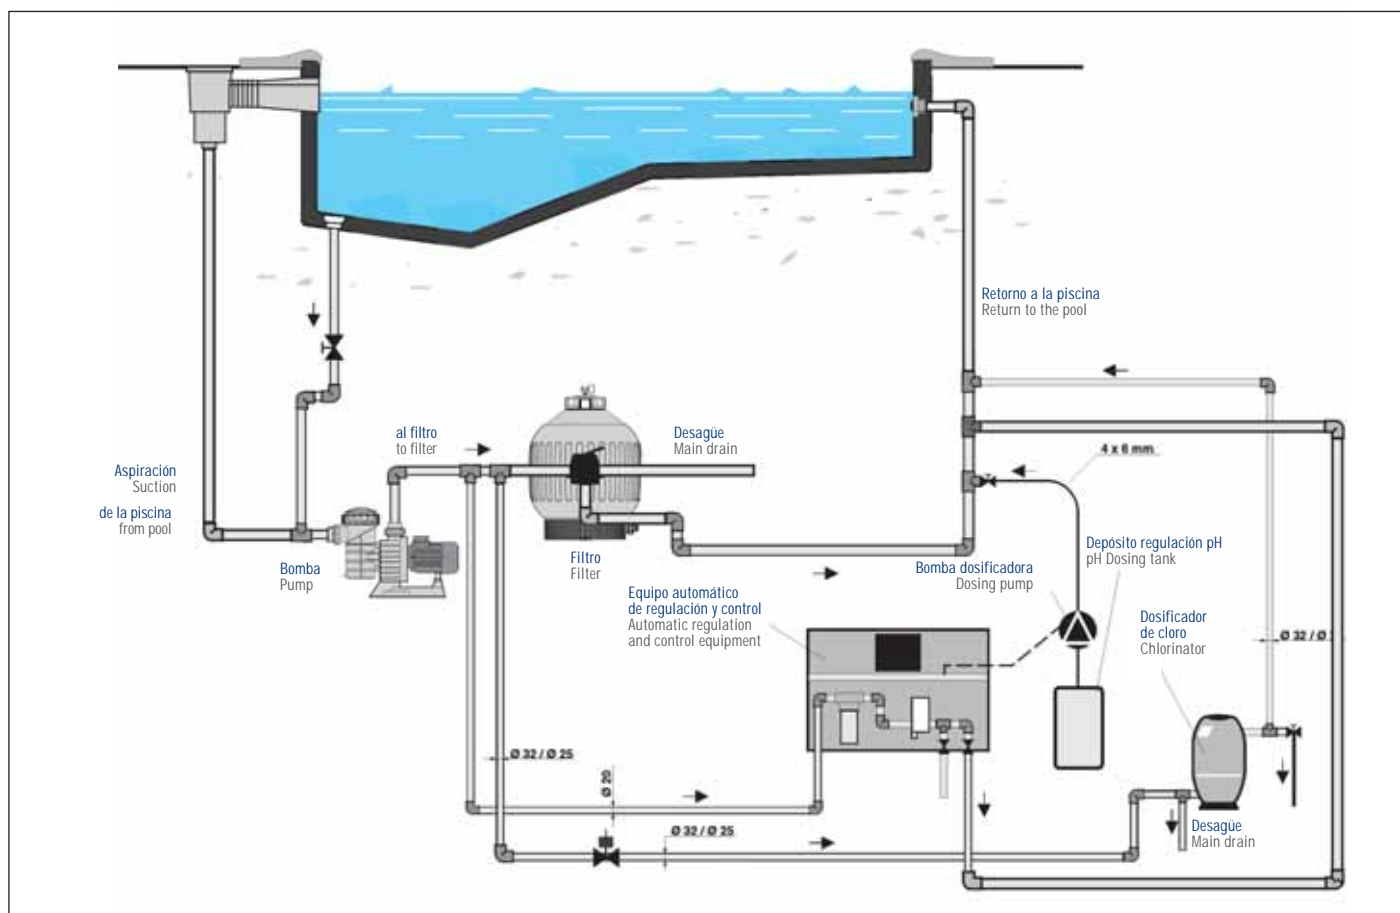 Retorno a la piscina
Return to the pool
al filtro
to filter
Desagüe
Main drain
4 x 6 mm
Aspiración
Suction
de la piscina
from pool
Bomba
Pump
Filtro
Filter
Depósito regulación pH
pH Dosing tank
Bomba dosificadora
Dosing pump
Equipo automático
de regulación y control
Automatic regulation
and control equipment
Dosificador
de cloro
Chlorinator
Ø 32 / Ø
Ø 32 / Ø 25
Ø 20
Ø 32 / Ø 25
Desagüe
Main drain